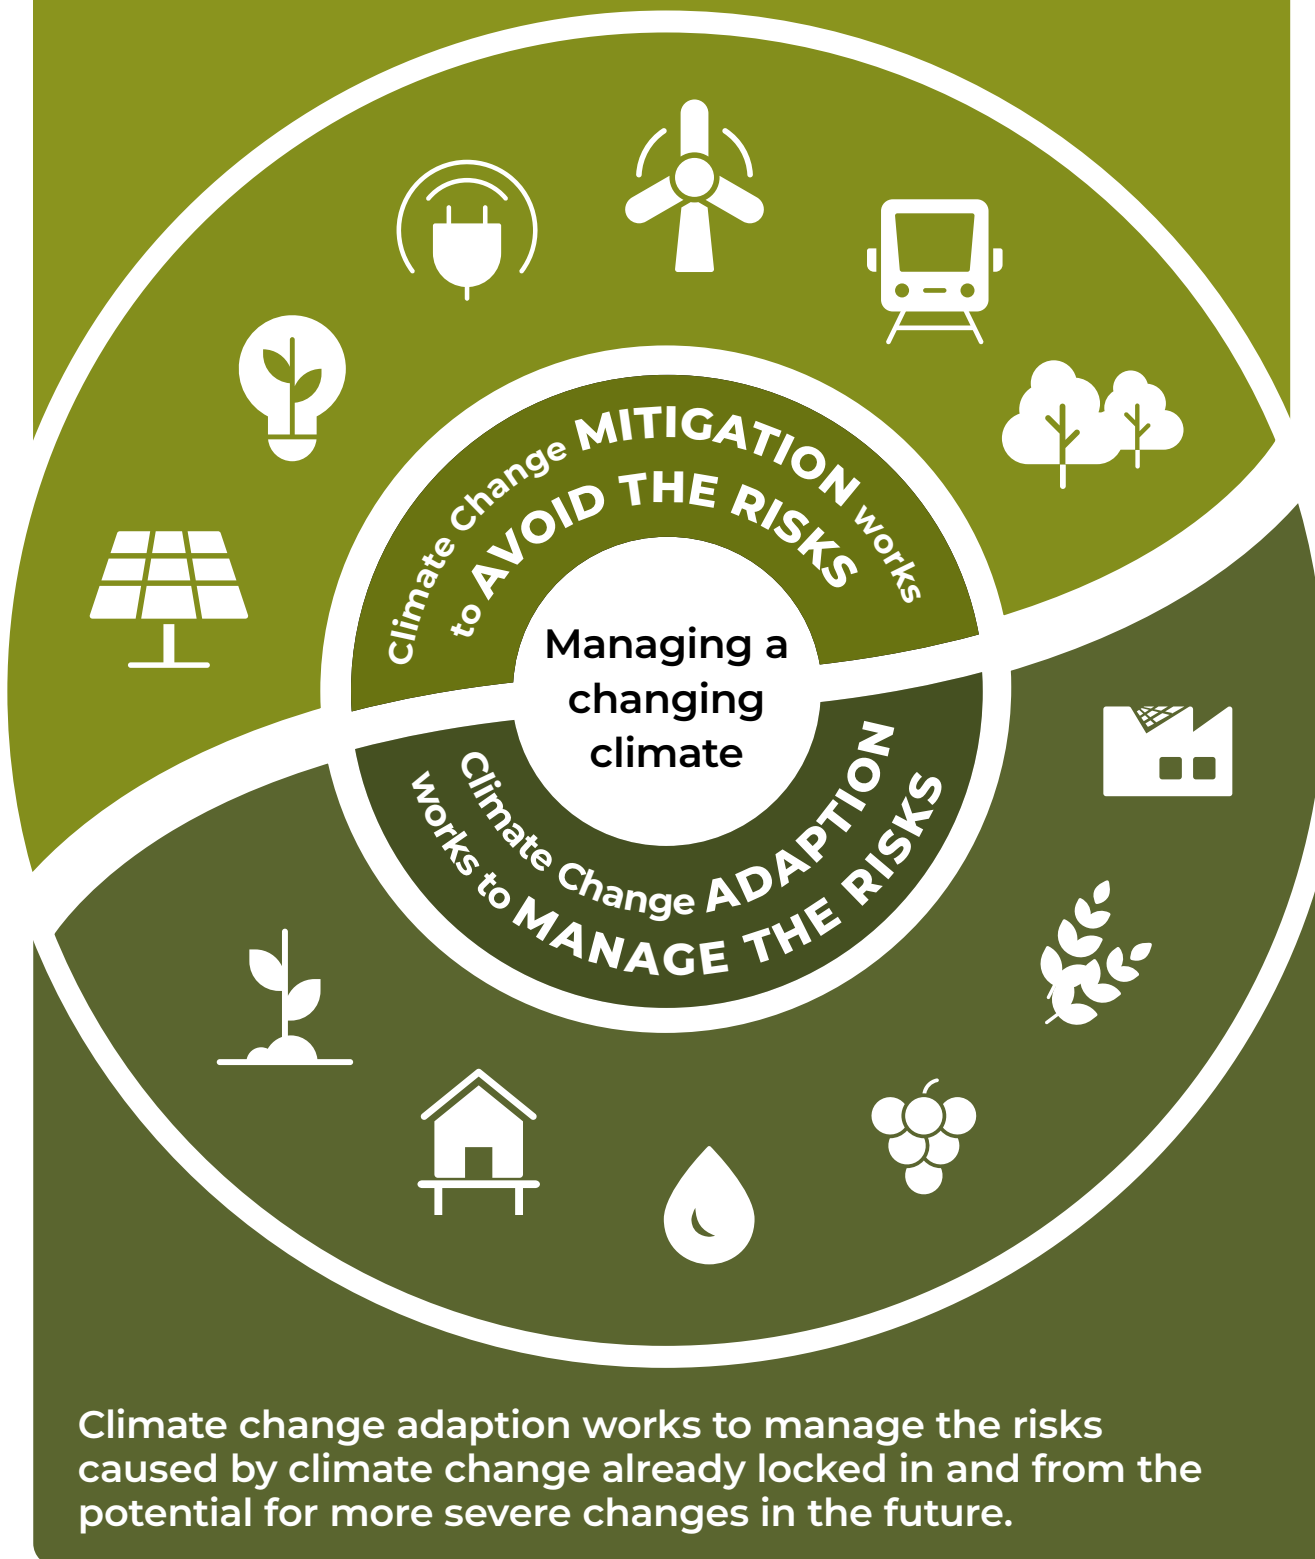 Climate Change MITIGATION works
to AVOID THE RISKS
Managing a
changing
climate
Climate Change ADAPTION
works to MANAGE THE RISKS
Climate change adaption works to manage the risks
caused by climate change already locked in and from the
potential for more severe changes in the future.